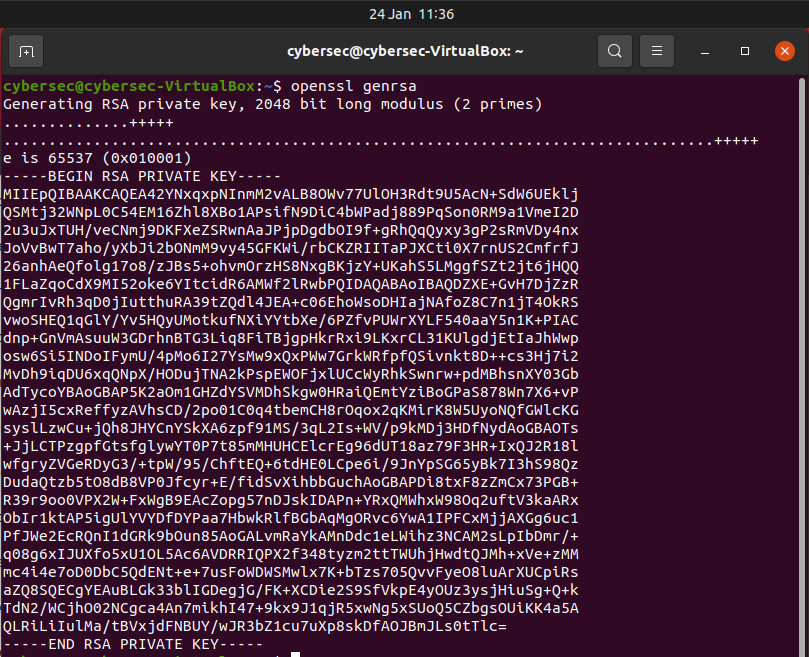 24 Jan 11:36
cybersec@cybersec-VirtualBox: ~
cybersec@cybersec-VirtualBox:~$ openssl genrsa
Generating RSA private key, 2048 bit long modulus (2 primes)
..............+++++
...............................................................................+++++
e is 65537 (0x010001)
-----BEGIN RSA PRIVATE KEY-----
MIIEpQIBAAKCAQEA42YNxqxpNInmM2vALB8OWv77UlOH3Rdt9U5AcN+SdW6UEklj
QSMtj32WNpL0C54EM16Zhl8XBo1APsifN9DiC4bWPadj889PqSon0RM9a1VmeI2D
2u3uJxTUH/veCNmj9DKFXeZSRwnAaJPjpDgdbOI9f+gRhQqQyxy3gP2sRmVDy4nx
JoVvBwT7aho/yXbJi2bONmM9vy45GFKWi/rbCKZRIITaPJXCti0X7rnUS2CmfrfJ
26anhAeQfolg17o8/zJBs5+ohvmOrzHS8NxgBKjzY+UKahS5LMggfSZt2jt6jHQQ
1FLaZqoCdX9MI52oke6YItcidR6AMWf2lRwbPQIDAQABAoIBAQDZXE+GvH7DjZzR
QgmrIvRh3qD0jIutthuRA39tZQdl4JEA+c06EhoWsoDHIajNAfoZ8C7n1jT4OkRS
vwoSHEQ1qGlY/Yv5HQyUMotkufNXiYYtbXe/6PZfvPUWrXYLF540aaY5n1K+PIAC
dnp+GnVmAsuuW3GDrhnBTG3Liq8FiTBjgpHkrRxi9LKxrCL31KUlgdjEtIaJhWwp
osw6Si5INDoIFymU/4pMo6I27YsMw9xQxPWw7GrkWRfpfQSivnkt8D++cs3Hj7i2
MvDh9iqDU6xqQNpX/HODujTNA2kPspEWOFjxlUCcWyRhkSwnrw+pdMBhsnXY03Gb
AdTycoYBAoGBAP5K2aOm1GHZdYSVMDhSkgw0HRaiQEmtYziBoGPaS878Wn7X6+vP
wAzjI5cxReffyzAVhsCD/2po01C0q4tbemCH8rOqox2qKMirK8W5UyoNQfGWlcKG
syslLzwCu+jQh8JHYCnYSkXA6zpf91MS/3qL2Is+WV/p9kMDj3HDfNydAoGBAOTs
+JjLCTPzgpfGtsfglywYT0P7t85mMHUHCElcrEg96dUT18az79F3HR+IxQJ2R18l
wfgryZVGeRDyG3/+tpW/95/ChftEQ+6tdHE0LCpe6i/9JnYpSG65yBk7I3hS98Qz
DudaQtzb5tO8dB8VP0Jfcyr+E/fidSvXihbbGuchAoGBAPDi8txF8zZmCx73PGB+
R39r9oo0VPX2W+FxWgB9EAcZopg57nDJskIDAPn+YRxQMWhxW98Oq2uftV3kaARx
ObIr1ktAP5igUlYVYDfDYPaa7HbwkRlfBGbAqMgORvc6YwA1IPFCxMjjAXGg6uc1
PfJWe2EcRQnI1dGRk9bOun85AoGALvmRaYkAMnDdc1eLWihz3NCAM2sLpIbDmr/+
q08g6xIJUXfo5xU1OL5Ac6AVDRRIQPX2f348tyzm2ttTWUhjHwdtQJMh+xVe+zMM
mc4i4e7oD0DbC5QdENt+e+7usFoWDWSMwlx7K+bTzs705QvvFyeO8luArXUCpiRs
aZQ8SQECgYEAuBLGk33blIGDegjG/FK+XCDie2S9SfVkpE4yOUz3ysjHiuSg+Q+k
TdN2/WCjhO02NCgca4An7mikhI47+9kx9J1qjR5xwNg5xSUoQ5CZbgsOUiKK4a5A
QLRiLiIulMa/tBVxjdFNBUY/wJR3bZ1cu7uXp8skDfAOJBmJLs0tTlc=
-----END RSA PRIVATE KEY-----